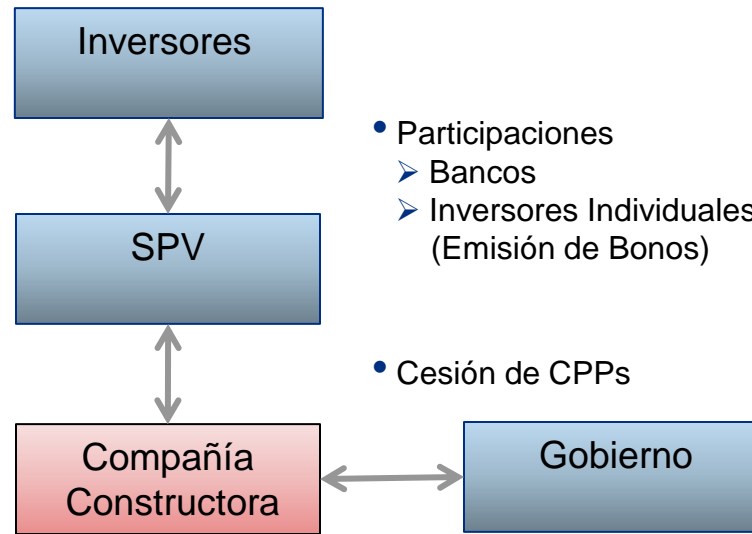 Inversores
• Participaciones
➢ Bancos
➢ Inversores Individuales
(Emisión de Bonos)
SPV
• Cesión de CPPs
Compañía
Constructora
Gobierno